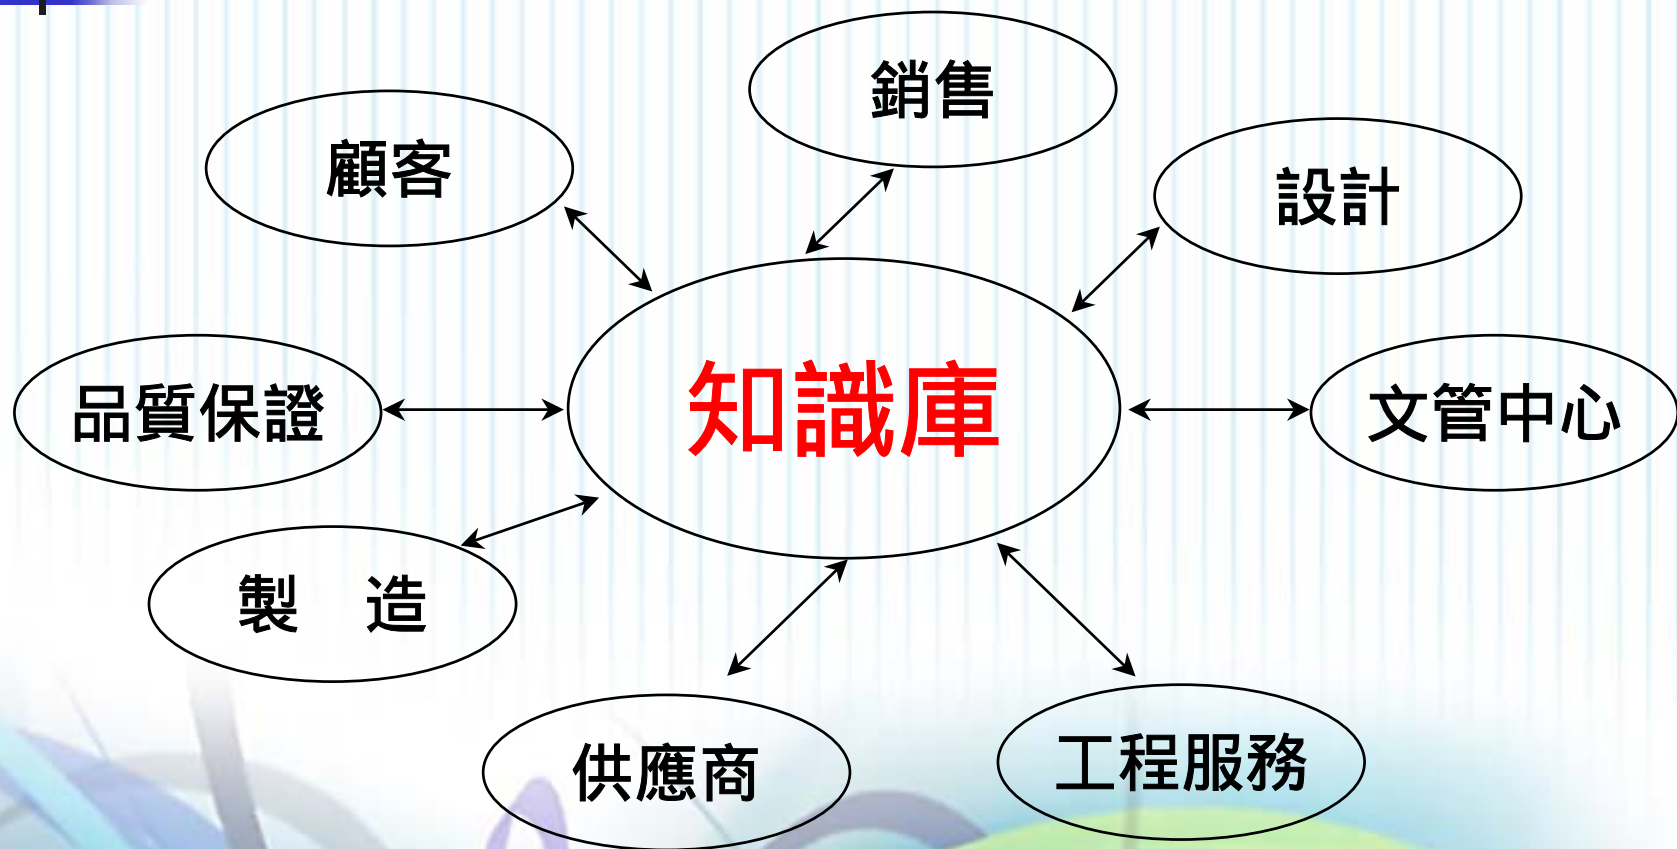 銷售
顧客
設計
知識庫
品質保證
文管中心
製　造
供應商
工程服務